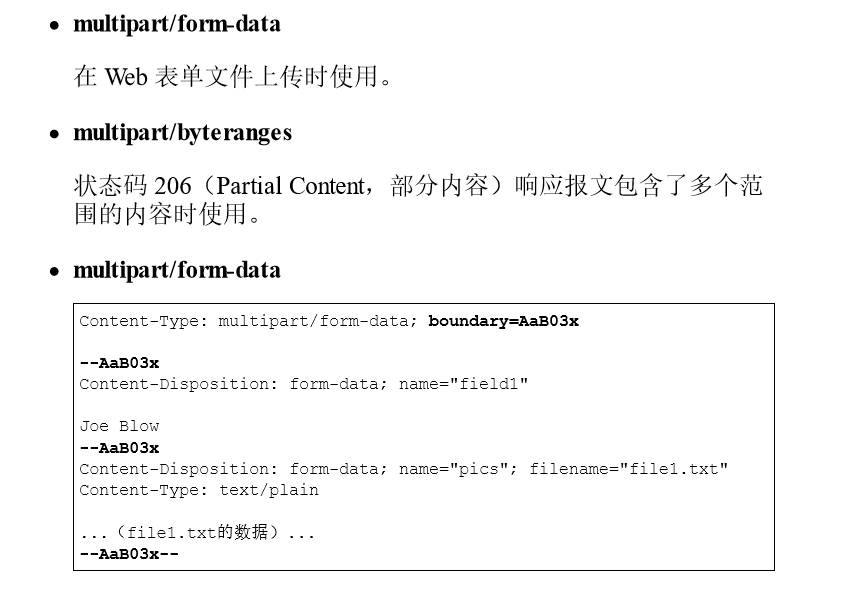 • multipart/form-data
在 Web 表单文件上传时使用。
• multipart/byteranges
状态码 206（Partial Content，部分内容）响应报文包含了多个范
围的内容时使用。
• multipart/form-data
Content-Type: multipart/form-data; boundary=AaB03x
--AaB03x
Content-Disposition: form-data; name="field1"
Joe Blow
--AaB03x
Content-Disposition: form-data; name="pics"; filename="file1.txt"
Content-Type: text/plain
...（file1.txt的数据）...
--AaB03x--